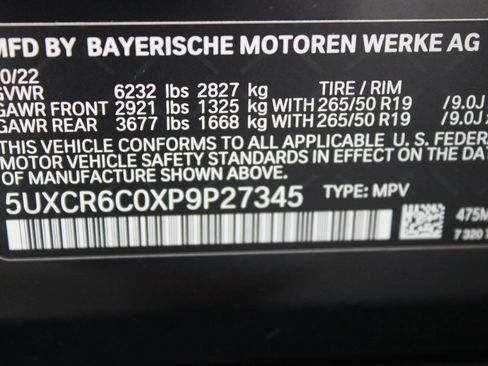 MFD BY BAYERISCHE MOTOREN WERKE AG
0/22
GVWR 6232 lbs 2827 kg TIRE / RIM
GAWR FRONT 2921 lbs 1325 kg WITH 265/50 R19 /9.0J
GAWR REAR 3677 lbs 1668 kg WITH 265/50 R19 /9.0J
THIS VEHICLE CONFORMS TO ALL APPLICABLE U. S. FEDER
MOTOR VEHICLE SAFETY STANDARDS IN EFFECT ON THE
DATE OF MANUFACTURE SHOWN ABOVE.
5UXCR6C0XP9P27345 TYPE: MPV
475M
7 320